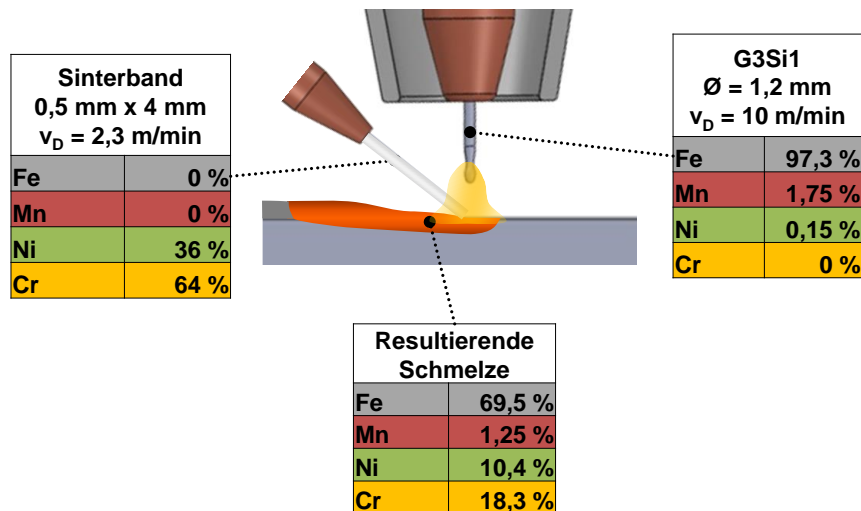 Sinterband
0,5 mm x 4 mm
v_D = 2,3 m/min
Fe 0 %
Mn 0 %
Ni 36 %
Cr 64 %
G3Si1
Ø = 1,2 mm
v_D = 10 m/min
Fe 97,3 %
Mn 1,75 %
Ni 0,15 %
Cr 0 %
Resultierende
Schmelze
Fe 69,5 %
Mn 1,25 %
Ni 10,4 %
Cr 18,3 %